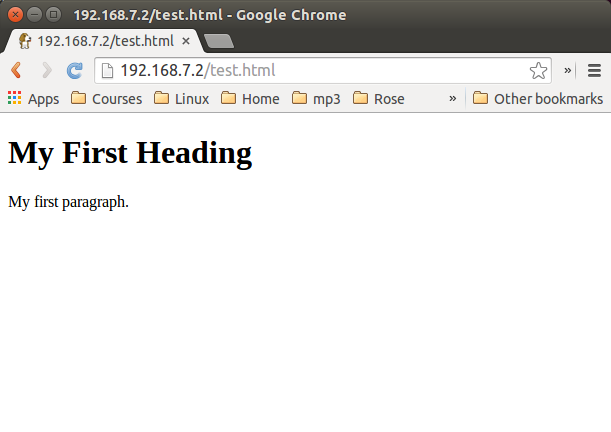 192.168.7.2/test.html - Google Chrome
192.168.7.2/test.html ×
192.168.7.2/test.html »
Apps Courses Linux Home mp3 Rose » Other bookmarks
My First Heading
My first paragraph.